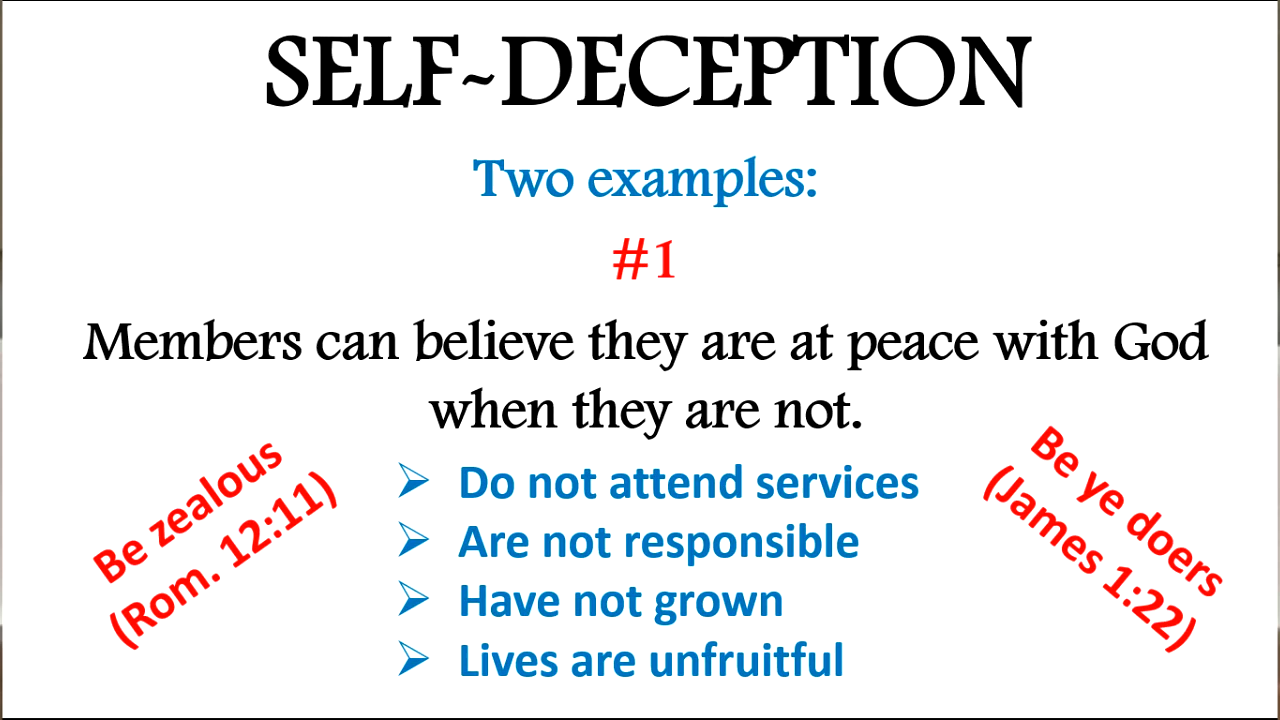 SELF-DECEPTION
Two examples:
#1
Members can believe they are at peace with God
when they are not.
Be zealous
(Rom. 12:11)
➢ Do not attend services
➢ Are not responsible
➢ Have not grown
➢ Lives are unfruitful
Be ye doers
(James 1:22)